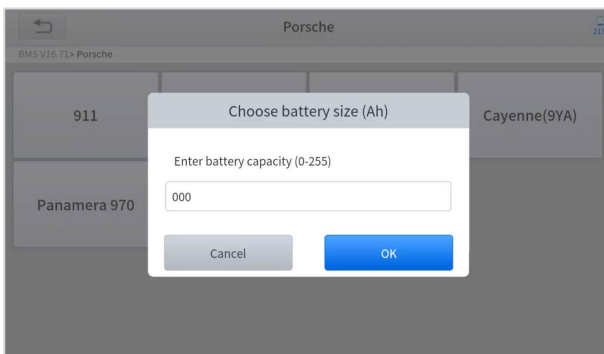 Porsche
21%
BMS V16.71> Porsche
911
Cayenne(9YA)
Panamera 970
Choose battery size (Ah)
Enter battery capacity (0-255)
000
Cancel
OK